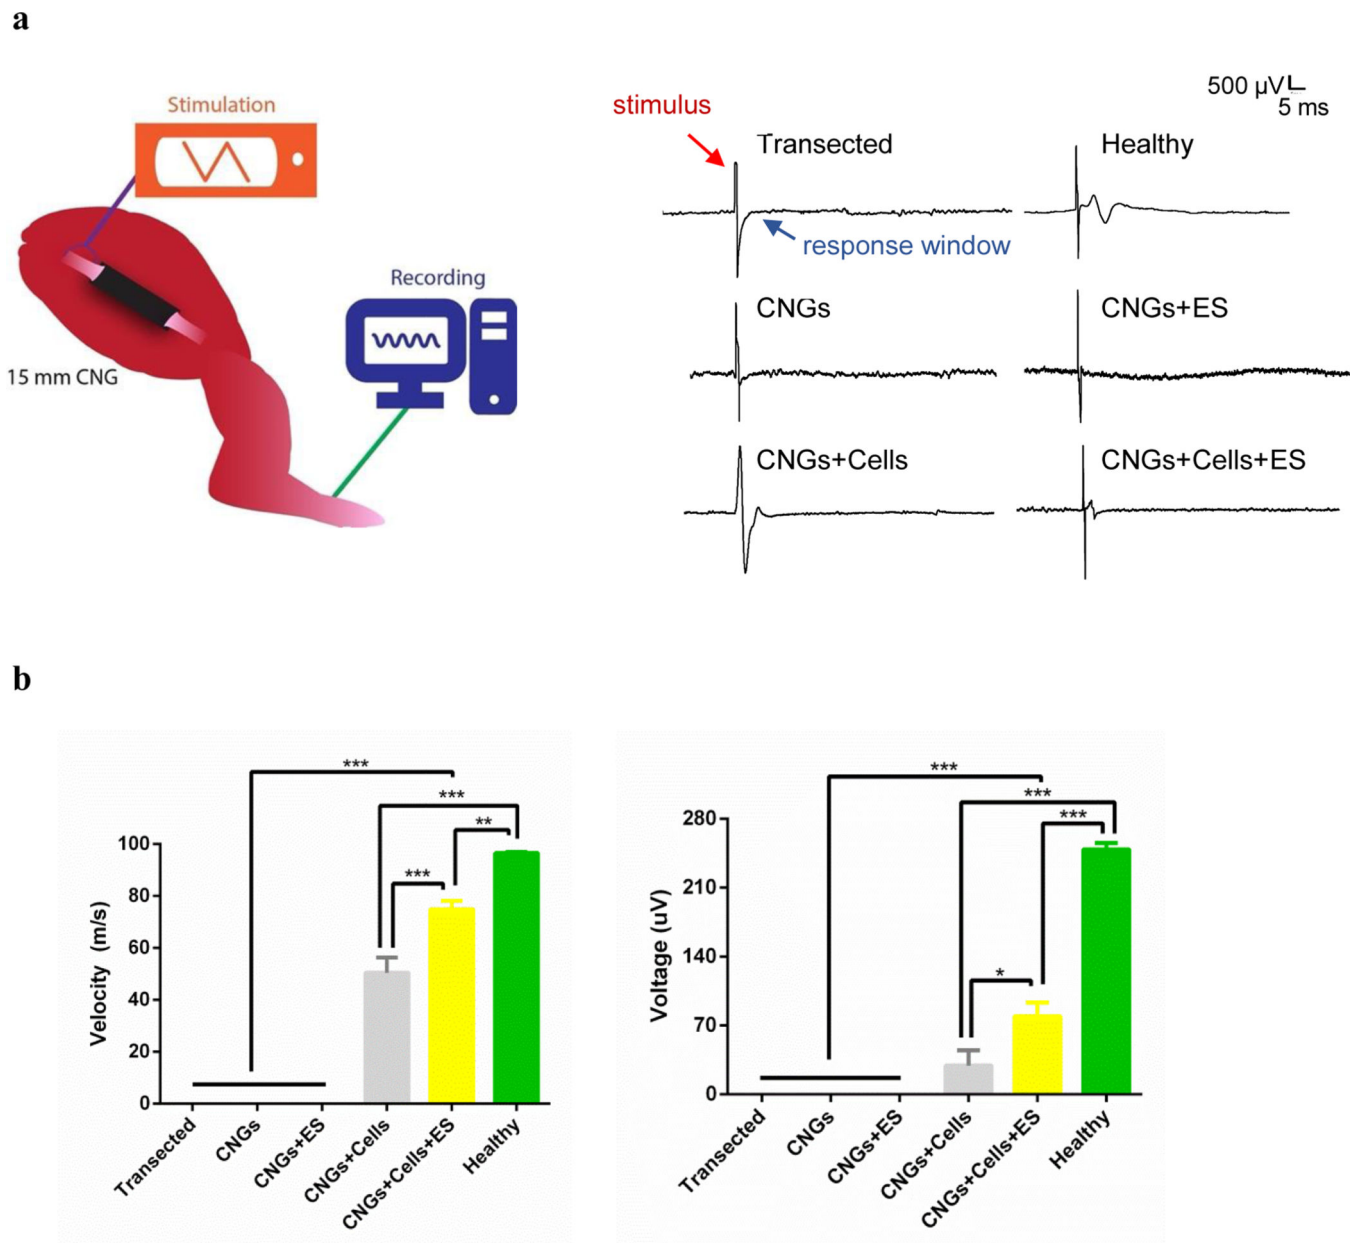 a
Stimulation
Recording
15 mm CNG
500 µV
5 ms
stimulus
Transected
Healthy
response window
CNGs
CNGs+ES
CNGs+Cells
CNGs+Cells+ES
b
***
***
**
***
100
80
60
40
20
0
Velocity (m/s)
Transected
CNGs
CNGs+ES
CNGs+Cells
CNGs+Cells+ES
Healthy
***
***
***
*
280
210
140
70
0
Voltage (uV)
Transected
CNGs
CNGs+ES
CNGs+Cells
CNGs+Cells+ES
Healthy